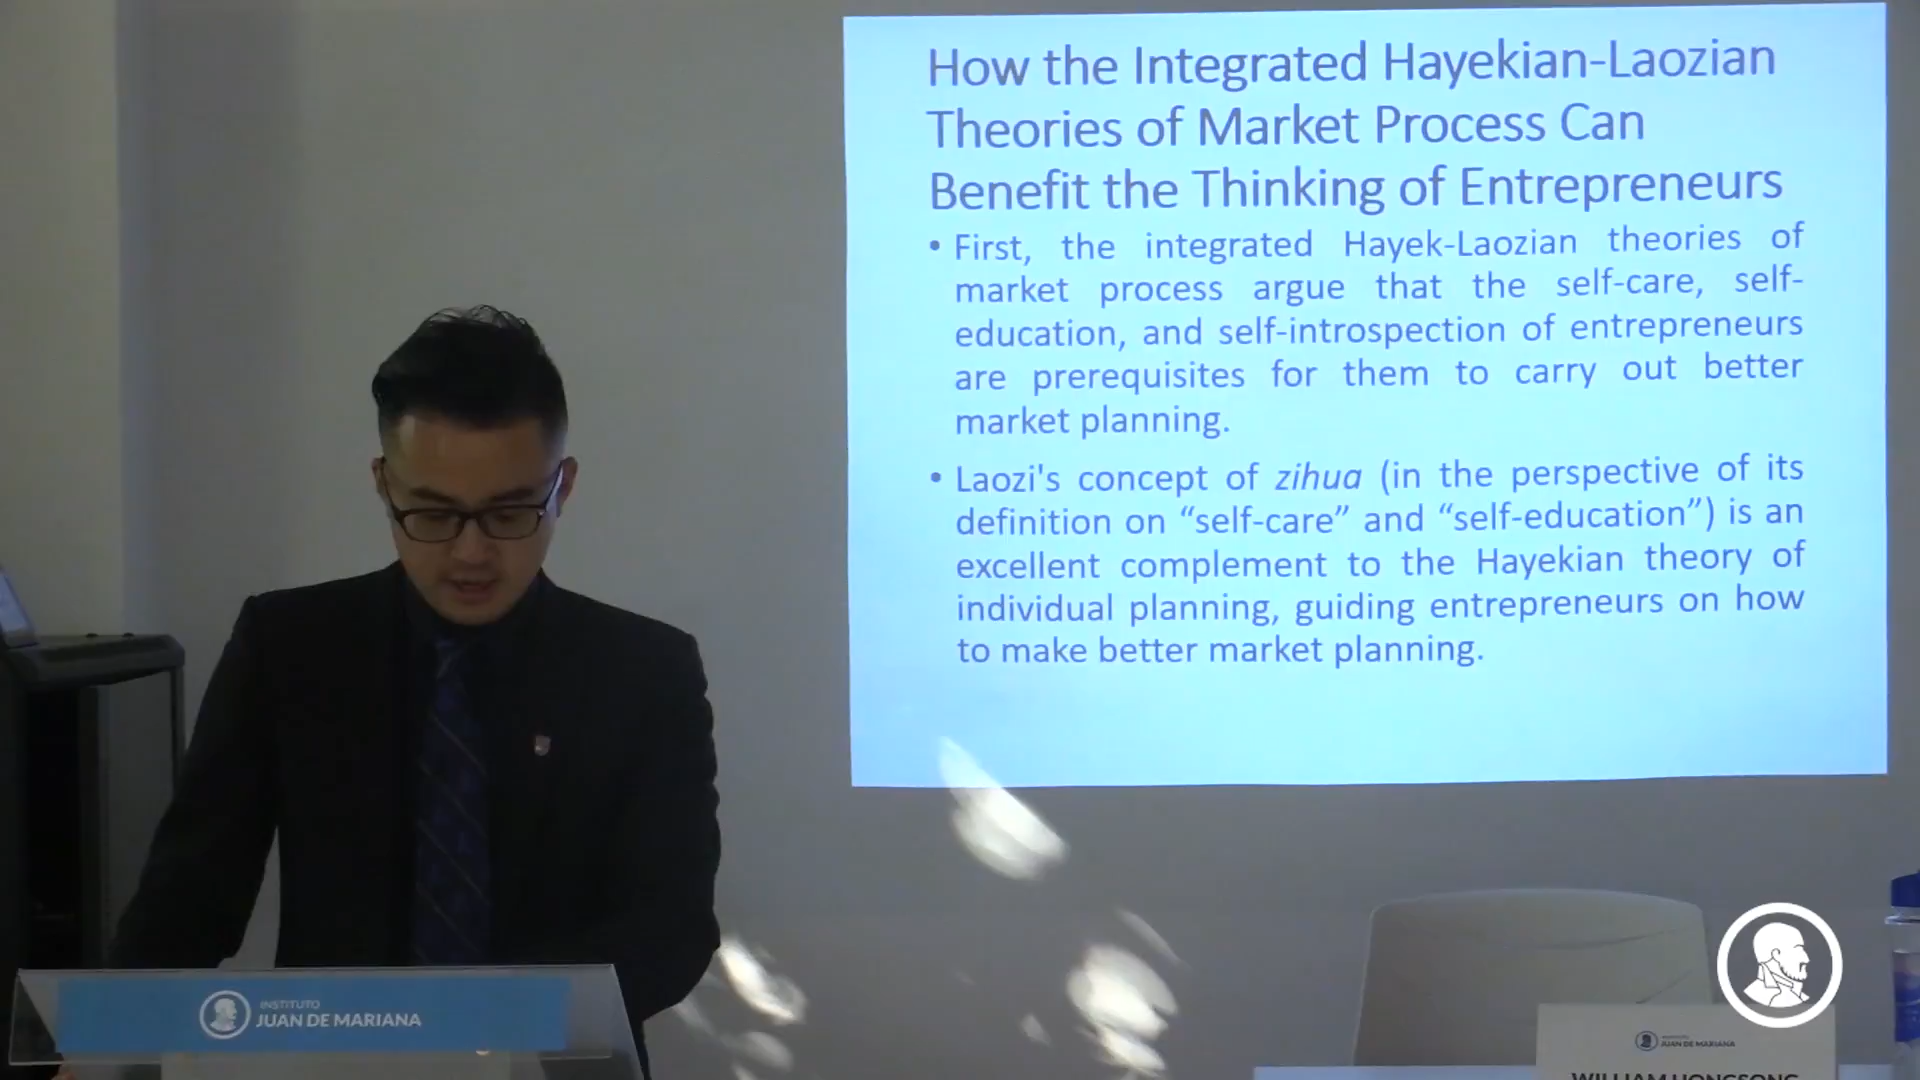 How the Integrated Hayekian-Laozian
Theories of Market Process Can
Benefit the Thinking of Entrepreneurs
• First, the integrated Hayek-Laozian theories of
market process argue that the self-care, self-
education, and self-introspection of entrepreneurs
are prerequisites for them to carry out better
market planning.
• Laozi's concept of zihua (in the perspective of its
definition on “self-care” and “self-education”) is an
excellent complement to the Hayekian theory of
individual planning, guiding entrepreneurs on how
to make better market planning.
INSTITUTO
JUAN DE MARIANA
INSTITUTO
JUAN DE MARIANA
WILLIAM HONGSONG